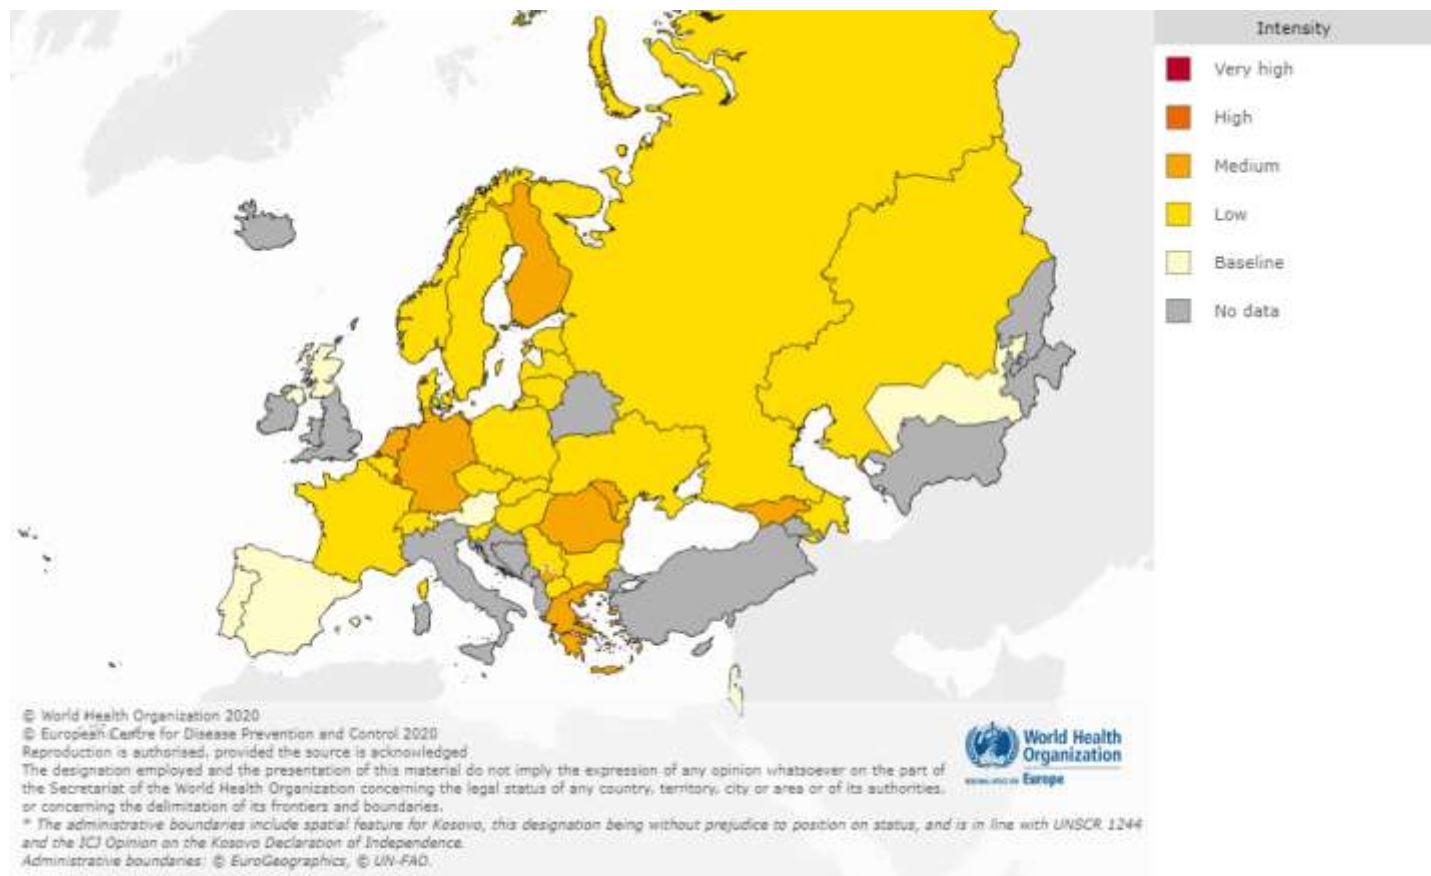 Intensity
Very high
High
Medium
Low
Baseline
No data
© World Health Organization 2020
© European Centre for Disease Prevention and Control 2020
Reproduction is authorised, provided the source is acknowledged
The designation employed and the presentation of this material do not imply the expression of any opinion whatsoever on the part of
the Secretariat of the World Health Organization concerning the legal status of any country, territory, city or area or of its authorities,
or concerning the delimitation of its frontiers and boundaries.
* The administrative boundaries include spatial feature for Kosovo, this designation being without prejudice to position on status, and is in line with UNSCR 1244
and the ICJ Opinion on the Kosovo Declaration of Independence.
Administrative boundaries: © EuroGeographics, © UN-FAO.
World Health
Organization
REGIONAL OFFICE FOR Europe